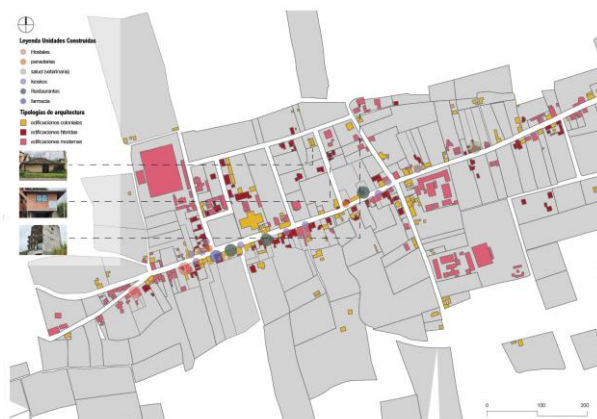 Leyenda Unidades Construidas
Hostales
panaderías
salud (veterinaria)
kioskos
Restaurantes
farmacia
Tipologías de arquitectura
edificaciones coloniales
edificaciones híbridas
edificaciones modernas
0 100 200